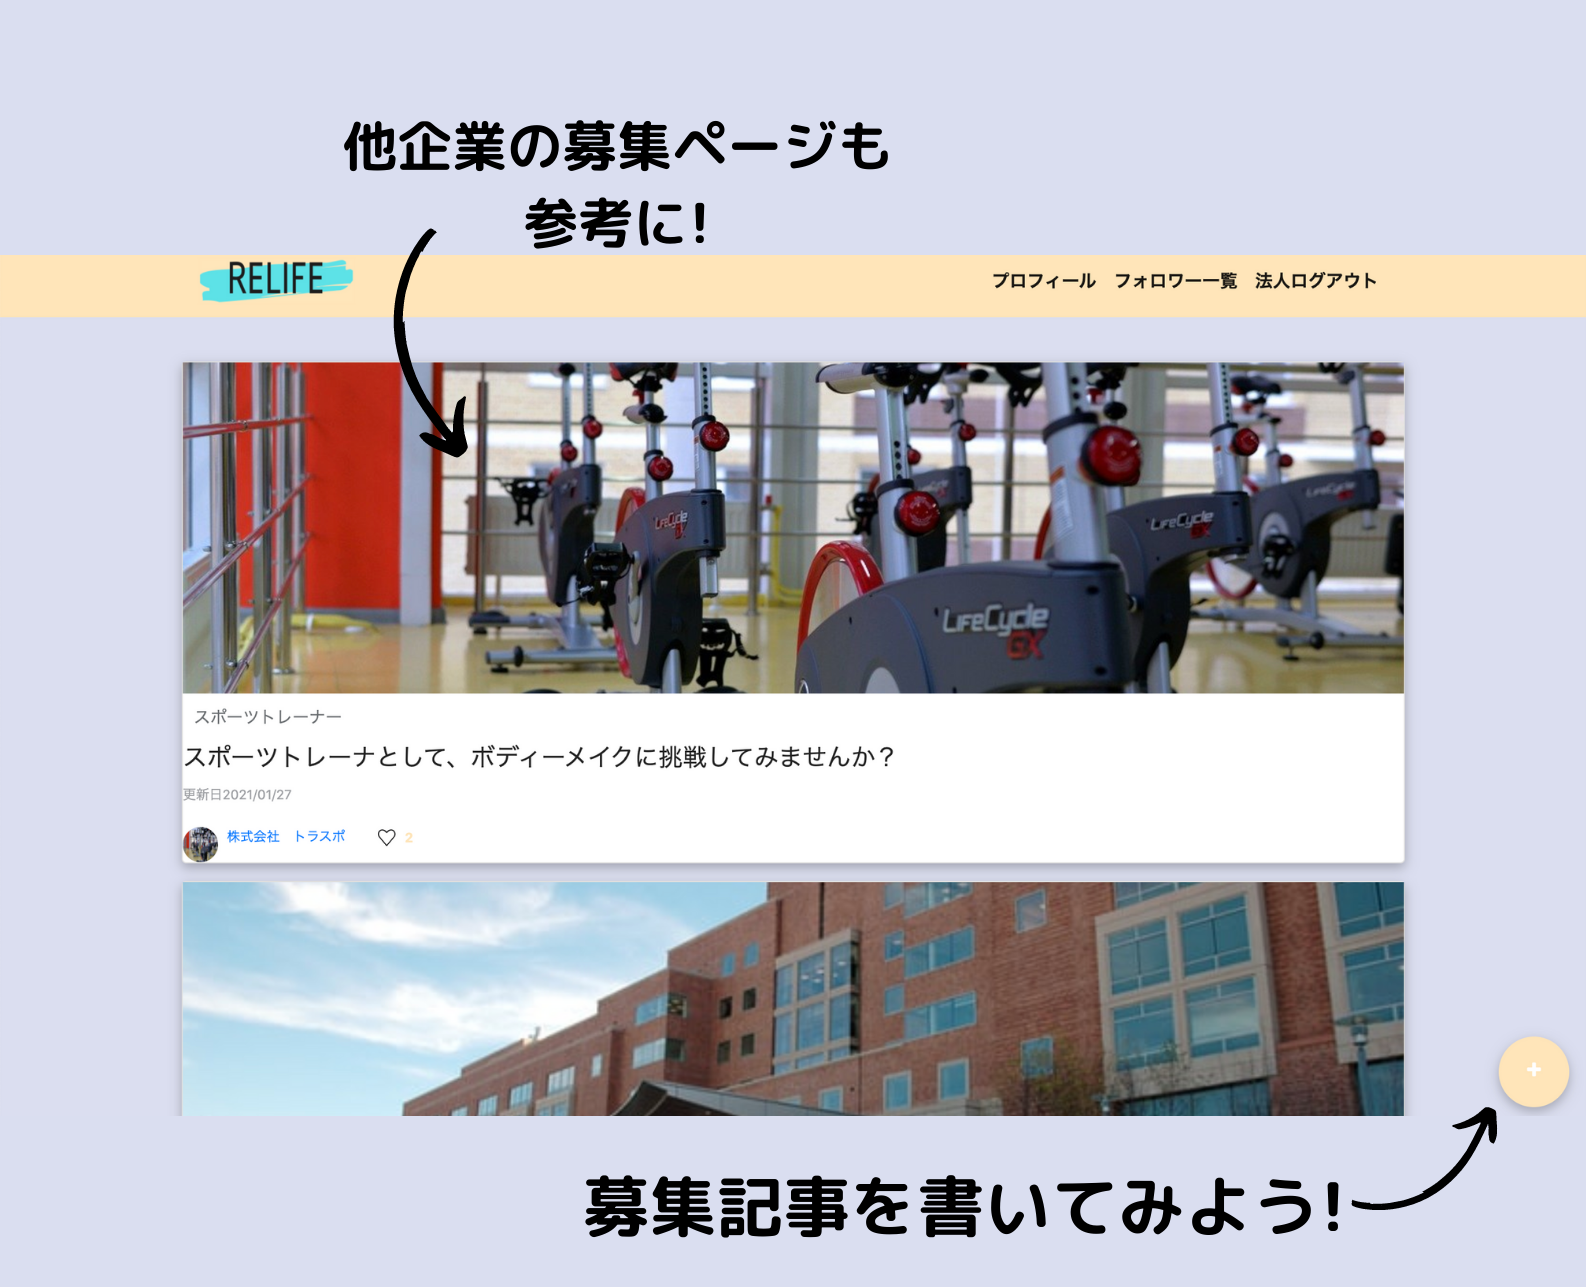 他企業の募集ページも
参考に!
RELIFE
プロフィール フォロワー一覧 法人ログアウト
LifeCycle
GX
LifeCycle
GX
LifeCycle
GX
LifeCycle
スポーツトレーナー
スポーツトレーナとして、ボディーメイクに挑戦してみませんか？
更新日2021/01/27
株式会社　トラスポ 2
+
募集記事を書いてみよう!